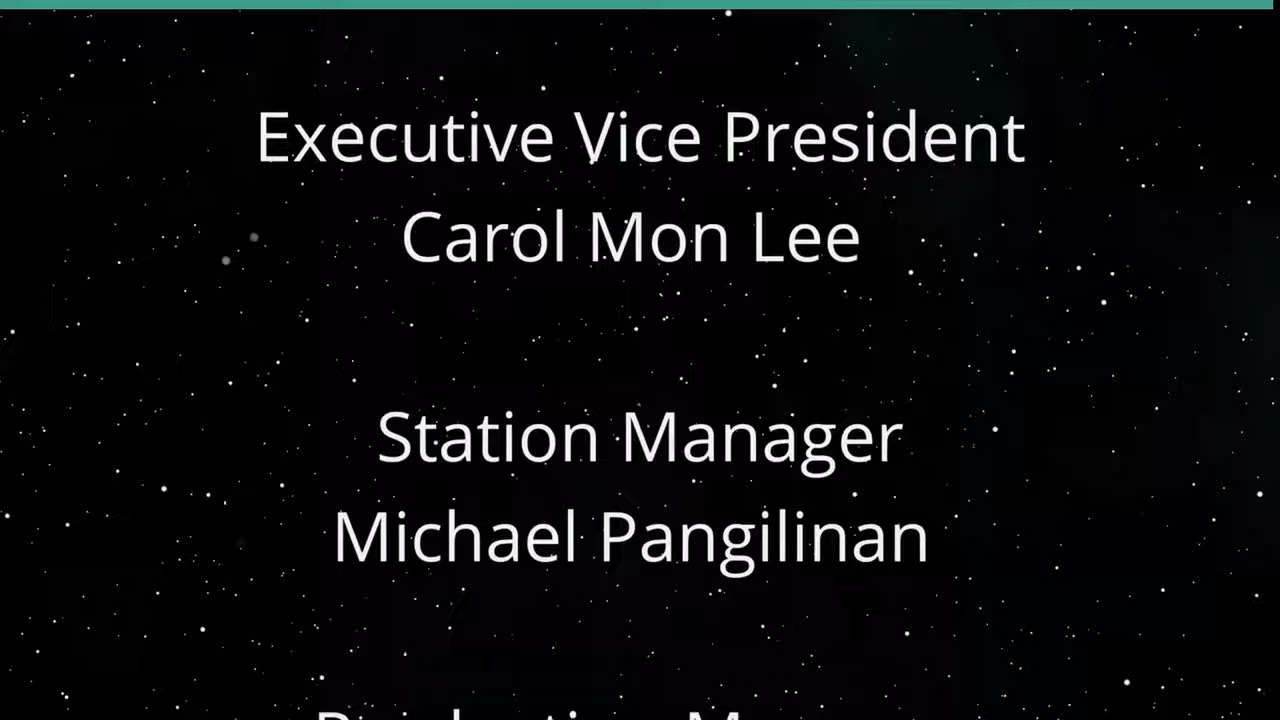 Executive Vice President
Carol Mon Lee
Station Manager
Michael Pangilinan